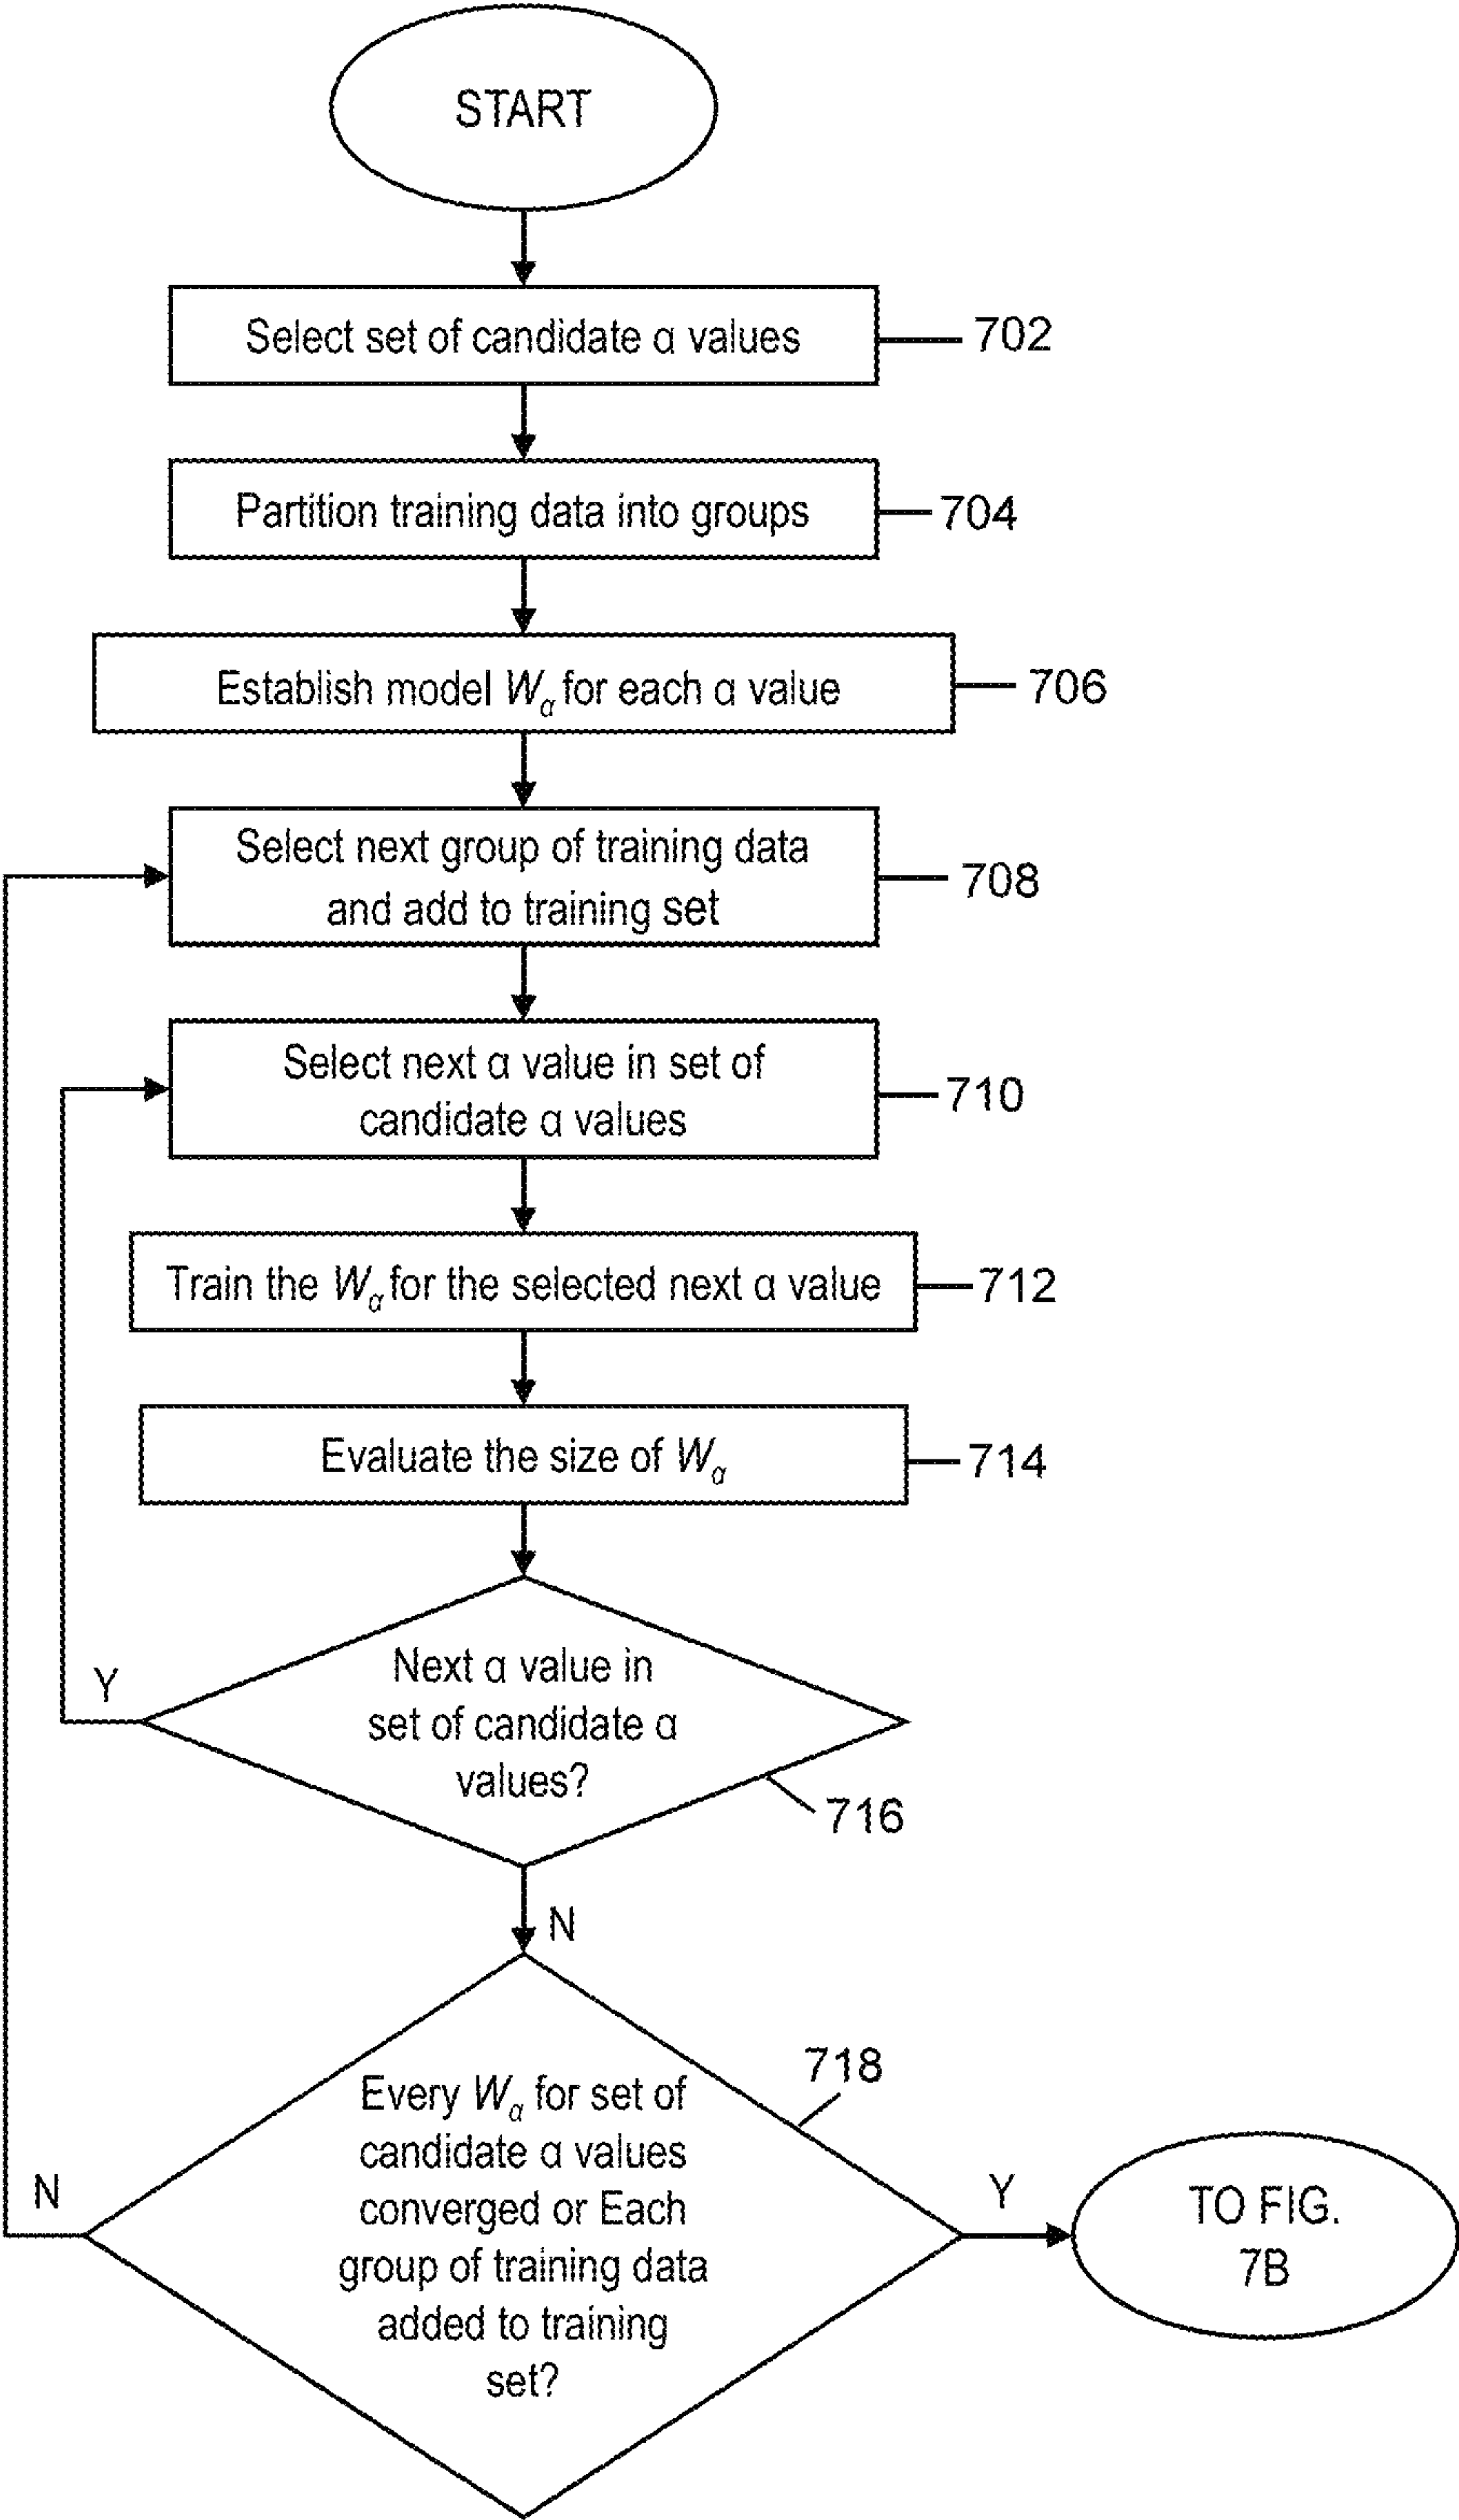 START
Select set of candidate α values
702
Partition training data into groups
704
Establish model Wα for each α value
706
Select next group of training data
and add to training set
708
Select next α value in set of
candidate α values
710
Train the Wα for the selected next α value
712
Evaluate the size of Wα
714
Next α value in
set of candidate α
values?
716
Y
N
Every Wα for set of
candidate α values
converged or Each
group of training data
added to training
set?
718
N
Y
TO FIG.
7B